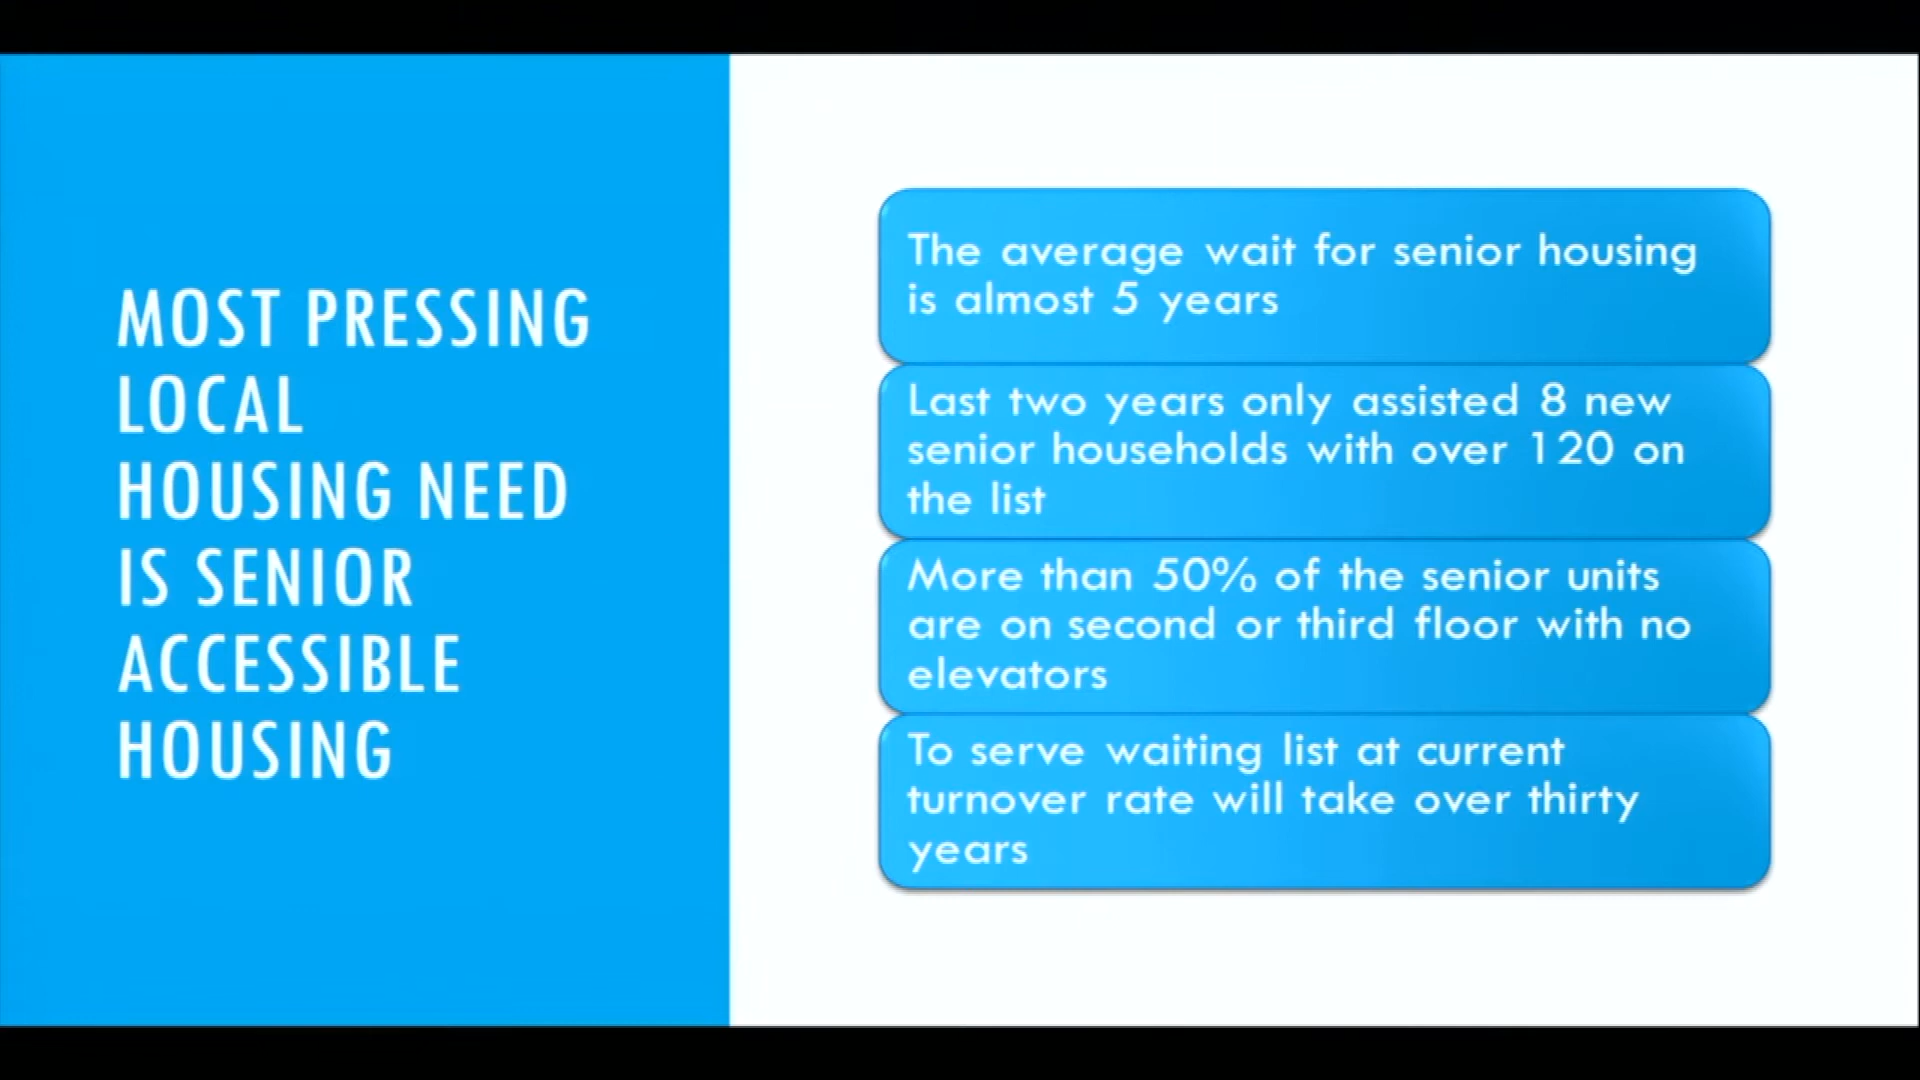 MOST PRESSING
LOCAL
HOUSING NEED
IS SENIOR
ACCESSIBLE
HOUSING
The average wait for senior housing
is almost 5 years
Last two years only assisted 8 new
senior households with over 120 on
the list
More than 50% of the senior units
are on second or third floor with no
elevators
To serve waiting list at current
turnover rate will take over thirty
years